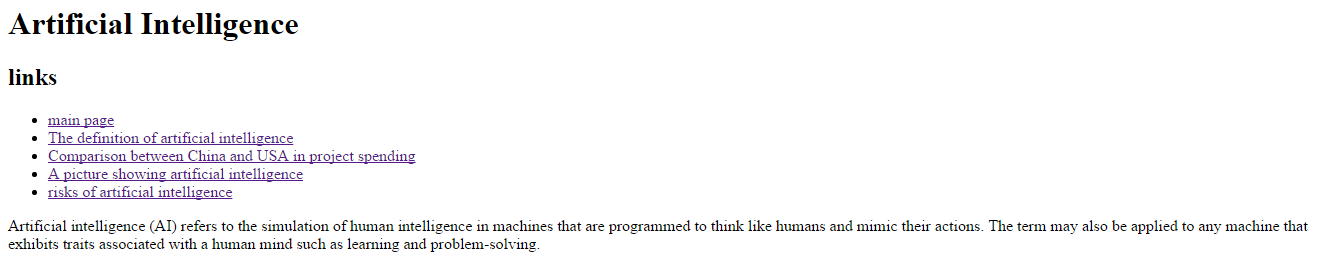 Artificial Intelligence
links
main page
The definition of artificial intelligence
Comparison between China and USA in project spending
A picture showing artificial intelligence
risks of artificial intelligence
Artificial intelligence (AI) refers to the simulation of human intelligence in machines that are programmed to think like humans and mimic their actions. The term may also be applied to any machine that
exhibits traits associated with a human mind such as learning and problem-solving.